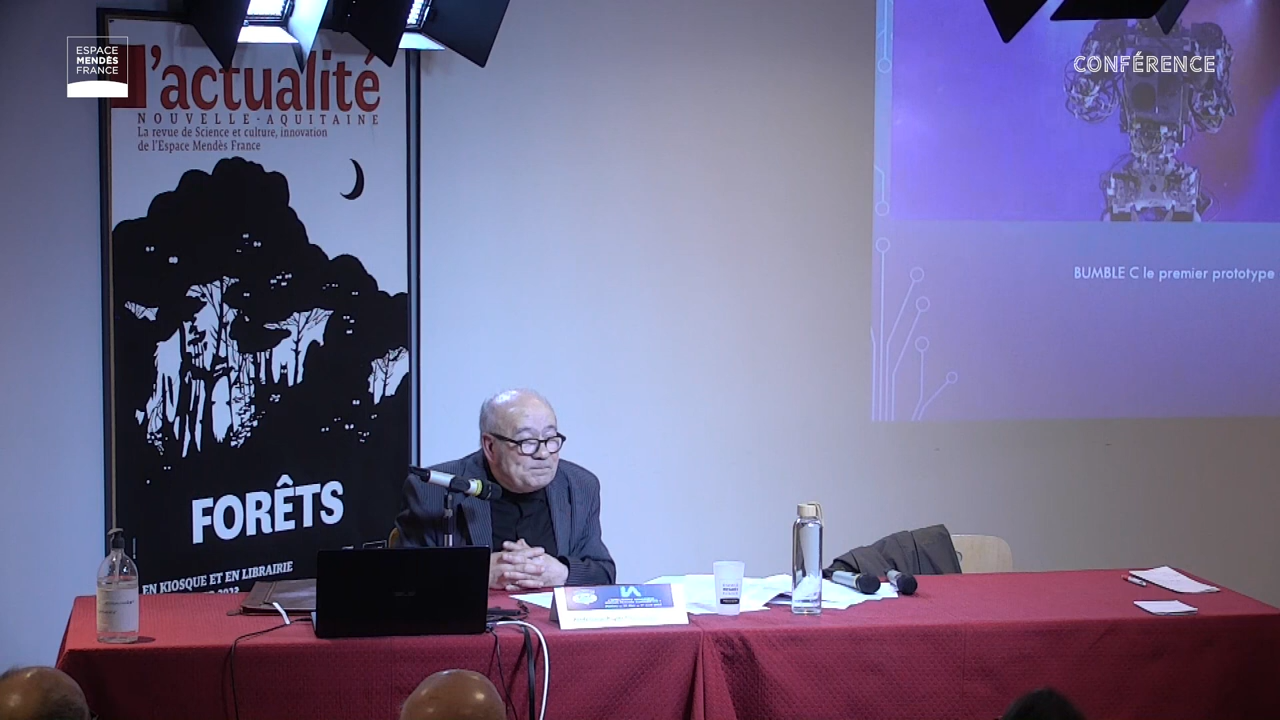 ESPACE
MENDÈS
FRANCE
l'actualité
NOUVELLE-AQUITAINE
La revue de Science et culture, innovation
de l'Espace Mendès France
FORÊTS
EN KIOSQUE ET EN LIBRAIRIE
CONFÉRENCE
BUMBLE C le premier prototype